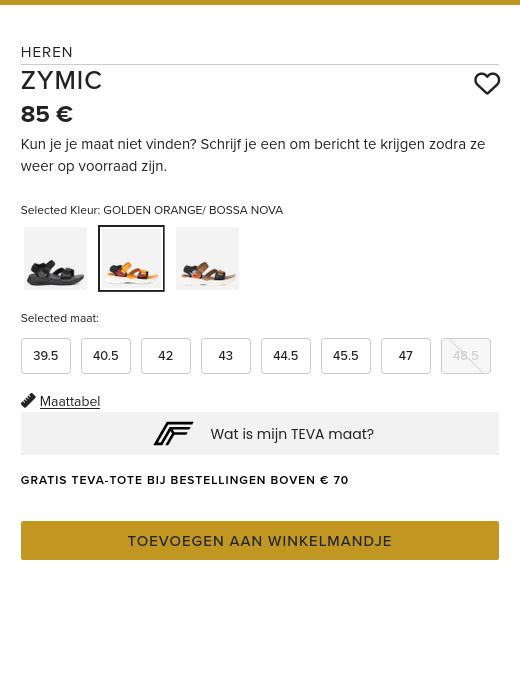 HEREN
ZYMIC
85 €
Kun je je maat niet vinden? Schrijf je een om bericht te krijgen zodra ze
weer op voorraad zijn.
Selected Kleur: GOLDEN ORANGE/ BOSSA NOVA
Selected maat:
39.5 40.5 42 43 44.5 45.5 47 48.5
Maattabel
Wat is mijn TEVA maat?
GRATIS TEVA-TOTE BIJ BESTELLINGEN BOVEN € 70
TOEVOEGEN AAN WINKELMANDJE